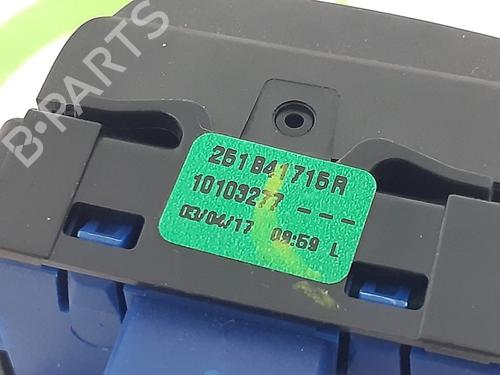 B-PARTS
251B41716R
10103277 ---
03/04/17 09:59 L